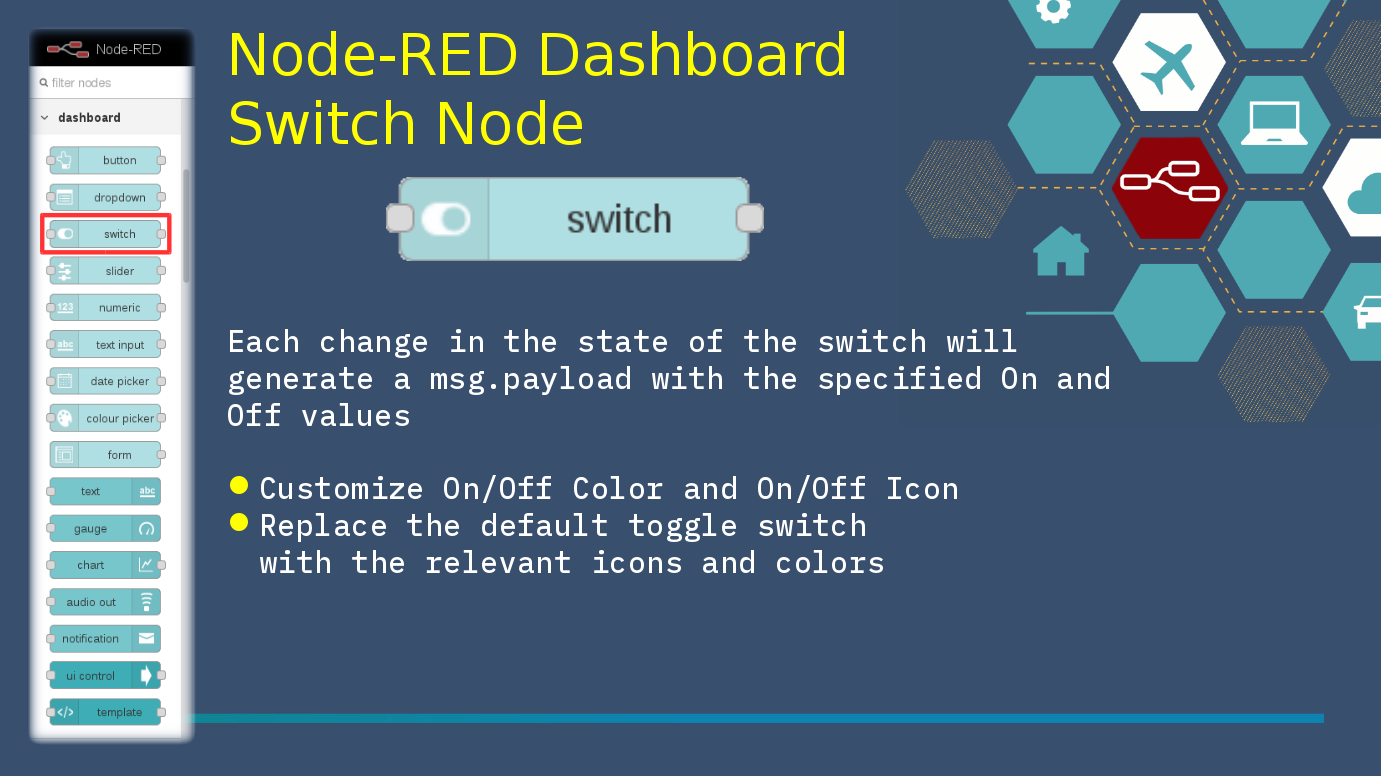 Node-RED
filter nodes
dashboard
button
dropdown
switch
slider
123 numeric
abc text input
date picker
colour picker
form
text abc
gauge
chart
audio out
notification
ui control
</> template
Node-RED Dashboard
Switch Node
switch
Each change in the state of the switch will
generate a msg.payload with the specified On and
Off values
Customize On/Off Color and On/Off Icon
Replace the default toggle switch
with the relevant icons and colors